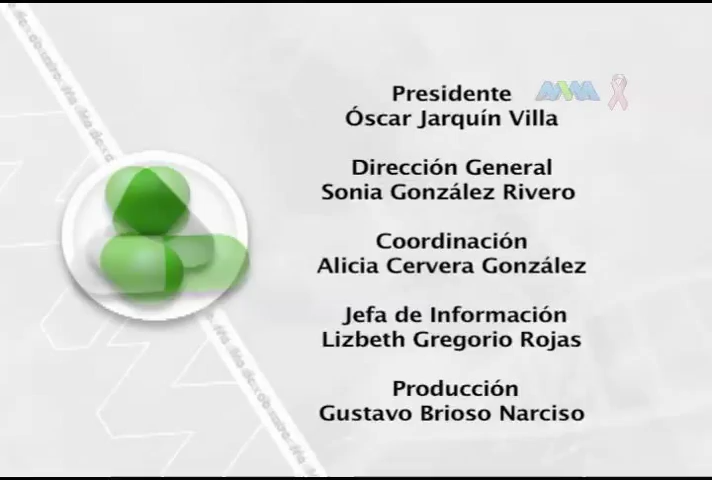 Presidente
Óscar Jarquín Villa
Dirección General
Sonia González Rivero
Coordinación
Alicia Cervera González
Jefa de Información
Lizbeth Gregorio Rojas
Producción
Gustavo Brioso Narciso